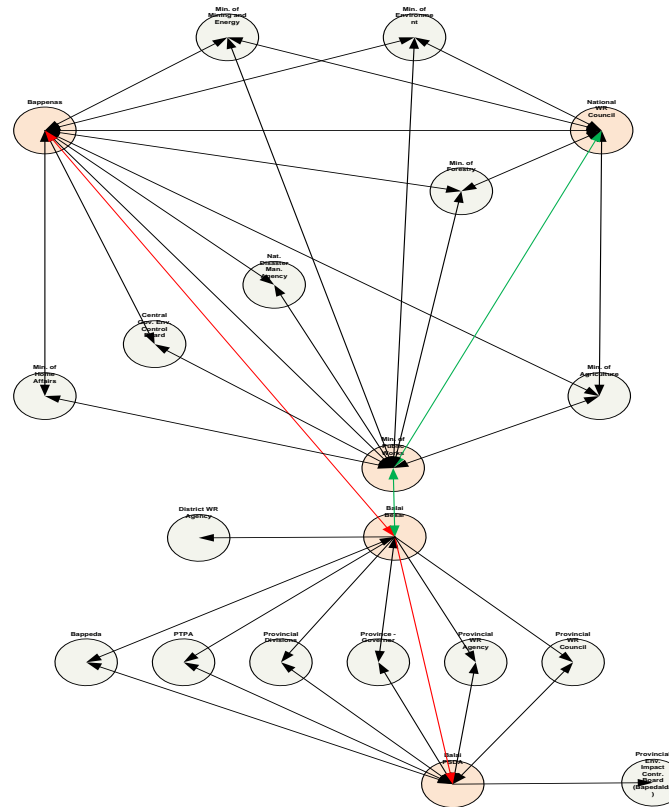 Min. of
Mining and
Energy
Min. of
Environme
nt
Bappenas
National
WR
Council
Min. of
Forestry
Nat.
Disaster
Man.
Agency
Central
Gov. Env.
Control
Board
Min. of
Home
Affairs
Min. of
Agriculture
Min. of
Public
Works
District WR
Agency
Balai
Besar
Bappeda
PTPA
Provincial
Divisions
Province -
Governer
Provincial
WR
Agency
Provincial
WR
Council
Balai
PSDA
Provincial
Env.
Impact
Contr.
Board
(Bapedalda
)